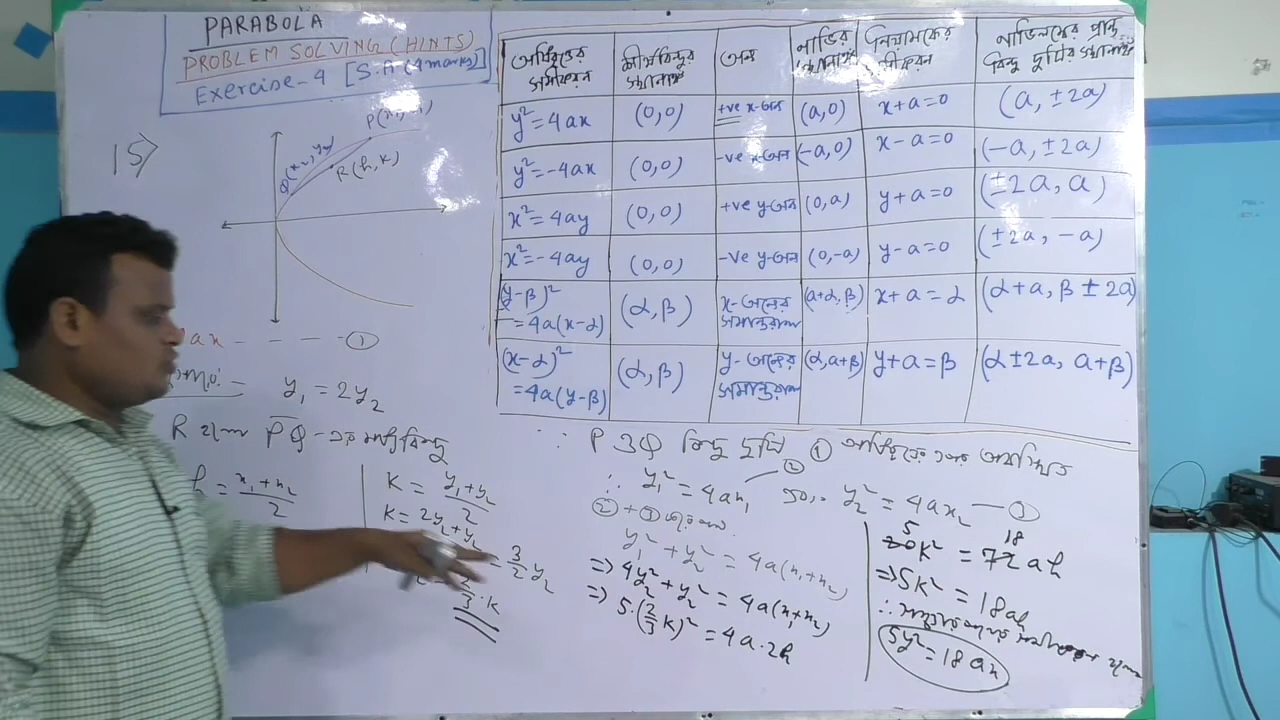 PARABOLA
PROBLEM SOLVING (HINTS)
Exercise-4 [S.A (4 marks)]
15>
Q(x₂, y₂)
R(h, k)
অধিবৃত্তের সমীকরণ | শীর্ষবিন্দুর স্থানাঙ্ক | অক্ষ | নাভির স্থানাঙ্ক | নিয়ামকের সমীকরণ | নাভিলম্বের প্রান্ত বিন্দু দুটির স্থানাঙ্ক
y² = 4ax | (0,0) | +ve x-অক্ষ | (a,0) | x+a=0 | (a, ±2a)
y² = -4ax | (0,0) | -ve x-অক্ষ | (-a,0) | x-a=0 | (-a, ±2a)
x² = 4ay | (0,0) | +ve y-অক্ষ | (0,a) | y+a=0 | (±2a, a)
x² = -4ay | (0,0) | -ve y-অক্ষ | (0,-a) | y-a=0 | (±2a, -a)
(y-β)² = 4a(x-α) | (α,β) | x-অক্ষের সমান্তরাল | (a+α, β) | x+a=α | (α+a, β±2a)
(x-α)² = 4a(y-β) | (α,β) | y-অক্ষের সমান্তরাল | (α, a+β) | y+a=β | (α±2a, a+β)
ax - - - - ①
y₁ = 2y₂
R হল PQ-এর মধ্যবিন্দু
h = x₁+x₂/2
k = y₁+y₂/2
k = 2y₂+y₂
= 3/2 y₂
2/3 · k
∵ P ও Q বিন্দু দুটি ① অধিবৃত্তের উপর অবস্থিত
∴ y₁² = 4ax₁ ② y₂² = 4ax₂ — ③
② + ③
y₁² + y₂² = 4a(x₁+x₂)
⇒ 4y₂² + y₂² = 4a(x₁+x₂)
⇒ 5·(2/3 k)² = 4a·2h
5 18
20k² = 72ah
⇒ 5k² = 18ah
5y² = 18ax